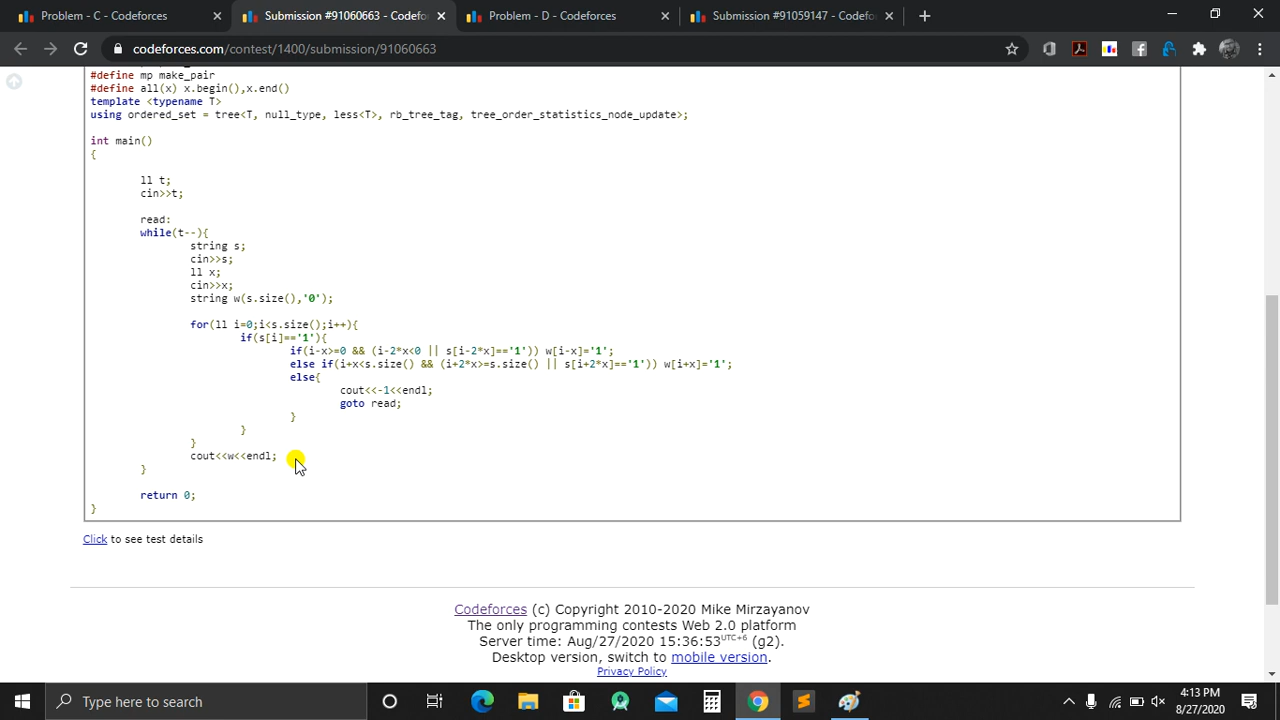 Problem - C - Codeforces
Submission #91060663 - Codefo
Problem - D - Codeforces
Submission #91059147 - Codefo
codeforces.com/contest/1400/submission/91060663
#define mp make_pair
#define all(x) x.begin(),x.end()
template <typename T>
using ordered_set = tree<T, null_type, less<T>, rb_tree_tag, tree_order_statistics_node_update>;
int main()
{
ll t;
cin>>t;
read:
while(t--){
string s;
cin>>s;
ll x;
cin>>x;
string w(s.size(),'0');
for(ll i=0;i<s.size();i++){
if(s[i]=='1'){
if(i-x>=0 && (i-2*x<0 || s[i-2*x]=='1')) w[i-x]='1';
else if(i+x<s.size() && (i+2*x>=s.size() || s[i+2*x]=='1')) w[i+x]='1';
else{
cout<<-1<<endl;
goto read;
}
}
}
cout<<w<<endl;
}
return 0;
}
Click to see test details
Codeforces (c) Copyright 2010-2020 Mike Mirzayanov
The only programming contests Web 2.0 platform
Server time: Aug/27/2020 15:36:53 UTC+6 (g2).
Desktop version, switch to mobile version.
Privacy Policy
Type here to search
4:13 PM
8/27/2020